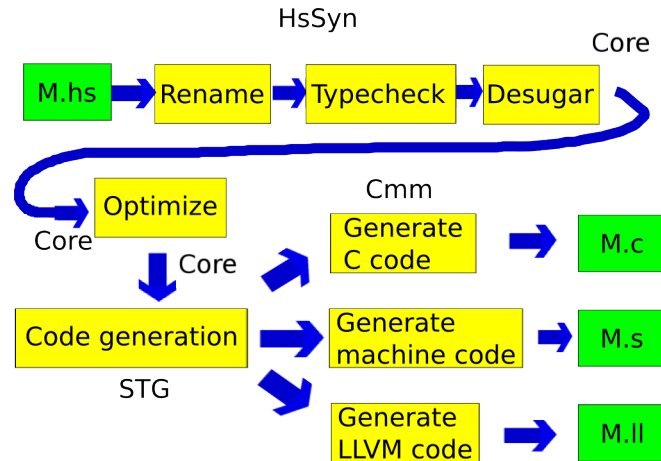 HsSyn
Core
M.hs
Rename
Typecheck
Desugar
Optimize
Core
Core
Cmm
Generate
C code
M.c
Code generation
STG
Generate
machine code
M.s
Generate
LLVM code
M.ll